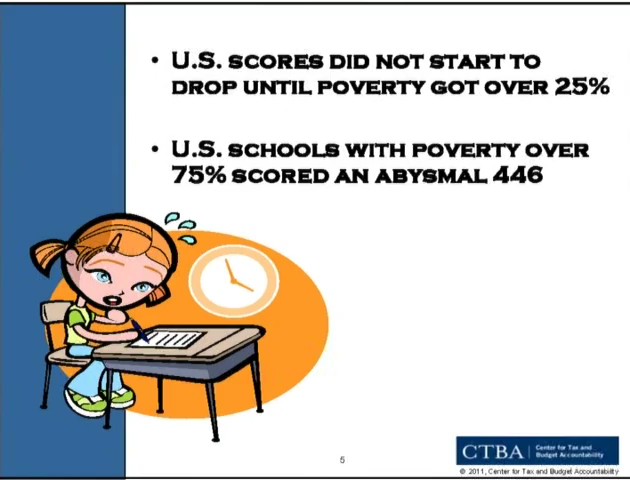 • U.S. SCORES DID NOT START TO
DROP UNTIL POVERTY GOT OVER 25%
• U.S. SCHOOLS WITH POVERTY OVER
75% SCORED AN ABYSMAL 446
5
CTBA
Center for Tax and
Budget Accountability
© 2011, Center for Tax and Budget Accountability